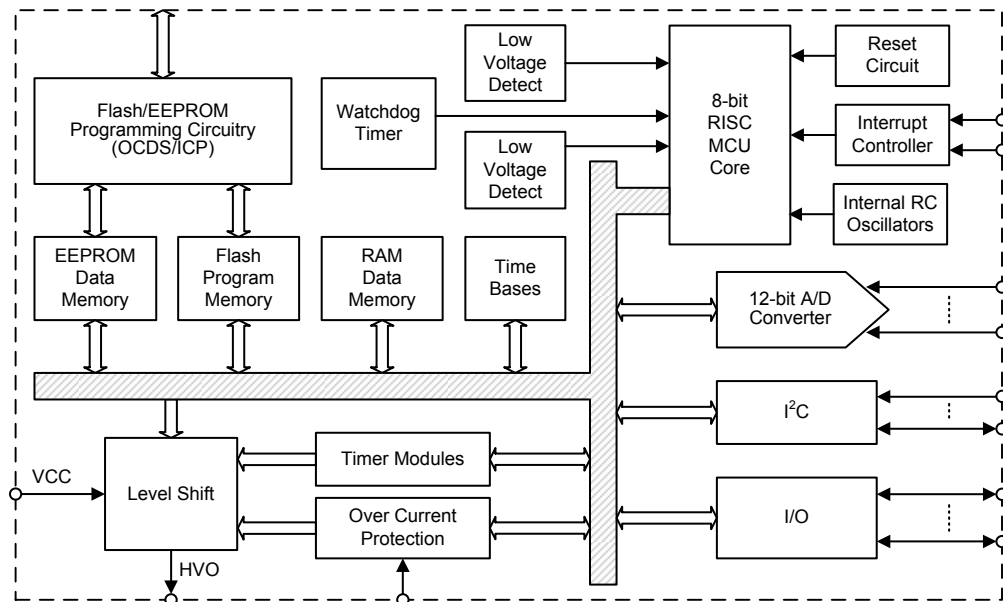 Flash/EEPROM
Programming Circuitry
(OCDS/ICP)
Watchdog
Timer
Low
Voltage
Detect
Low
Voltage
Detect
8-bit
RISC
MCU
Core
Reset
Circuit
Interrupt
Controller
Internal RC
Oscillators
EEPROM
Data
Memory
Flash
Program
Memory
RAM
Data
Memory
Time
Bases
12-bit A/D
Converter
I²C
I/O
VCC
Level Shift
HVO
Timer Modules
Over Current
Protection